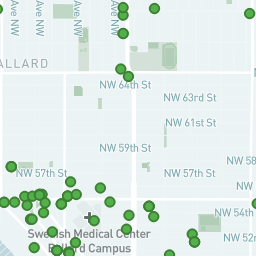 Ave NW
Ave NW
ALLARD
NW 64th St
NW 63rd St
NW 61st St
NW 59th St
NW 58
NW 57th St
NW 57th St
NW 54th
Swedish Medical Center
Ballard Campus
NW 52n